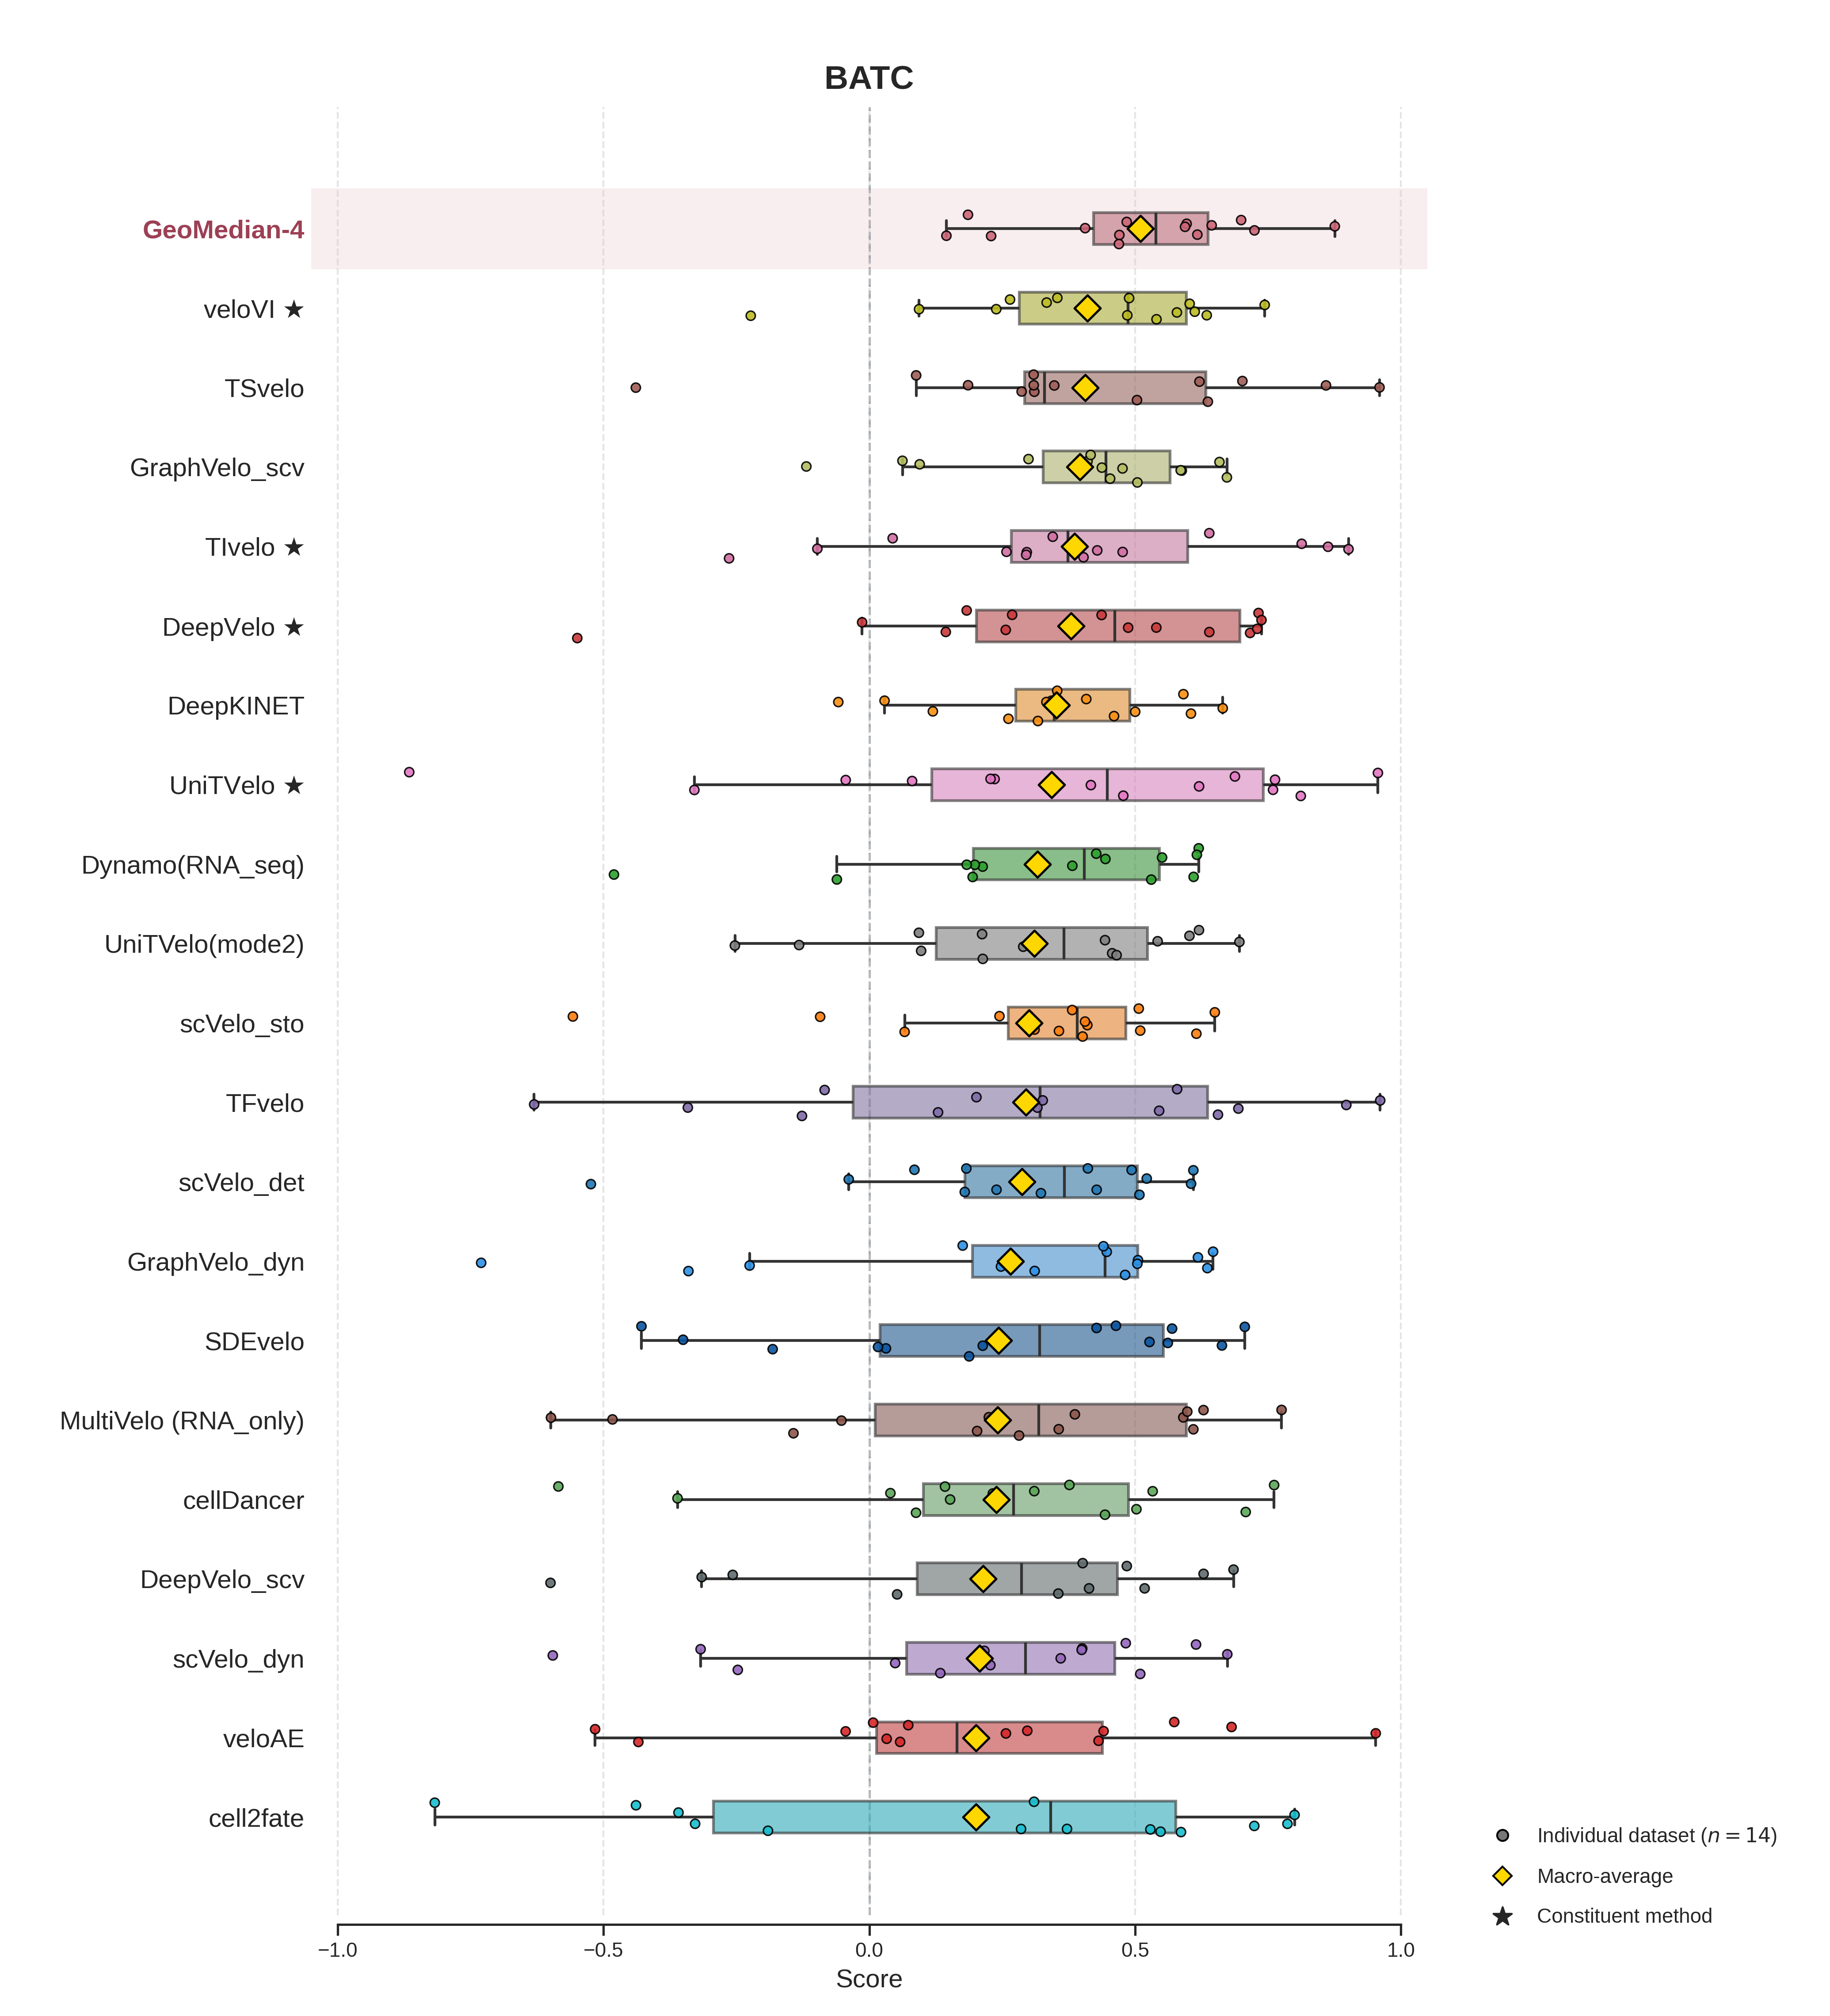 BATC
GeoMedian-4
veloVI ★
TSvelo
GraphVelo_scv
TIvelo ★
DeepVelo ★
DeepKINET
UniTVelo ★
Dynamo(RNA_seq)
UniTVelo(mode2)
scVelo_sto
TFvelo
scVelo_det
GraphVelo_dyn
SDEvelo
MultiVelo (RNA_only)
cellDancer
DeepVelo_scv
scVelo_dyn
veloAE
cell2fate
Individual dataset (n = 14)
Macro-average
Constituent method
−1.0 −0.5 0.0 0.5 1.0
Score